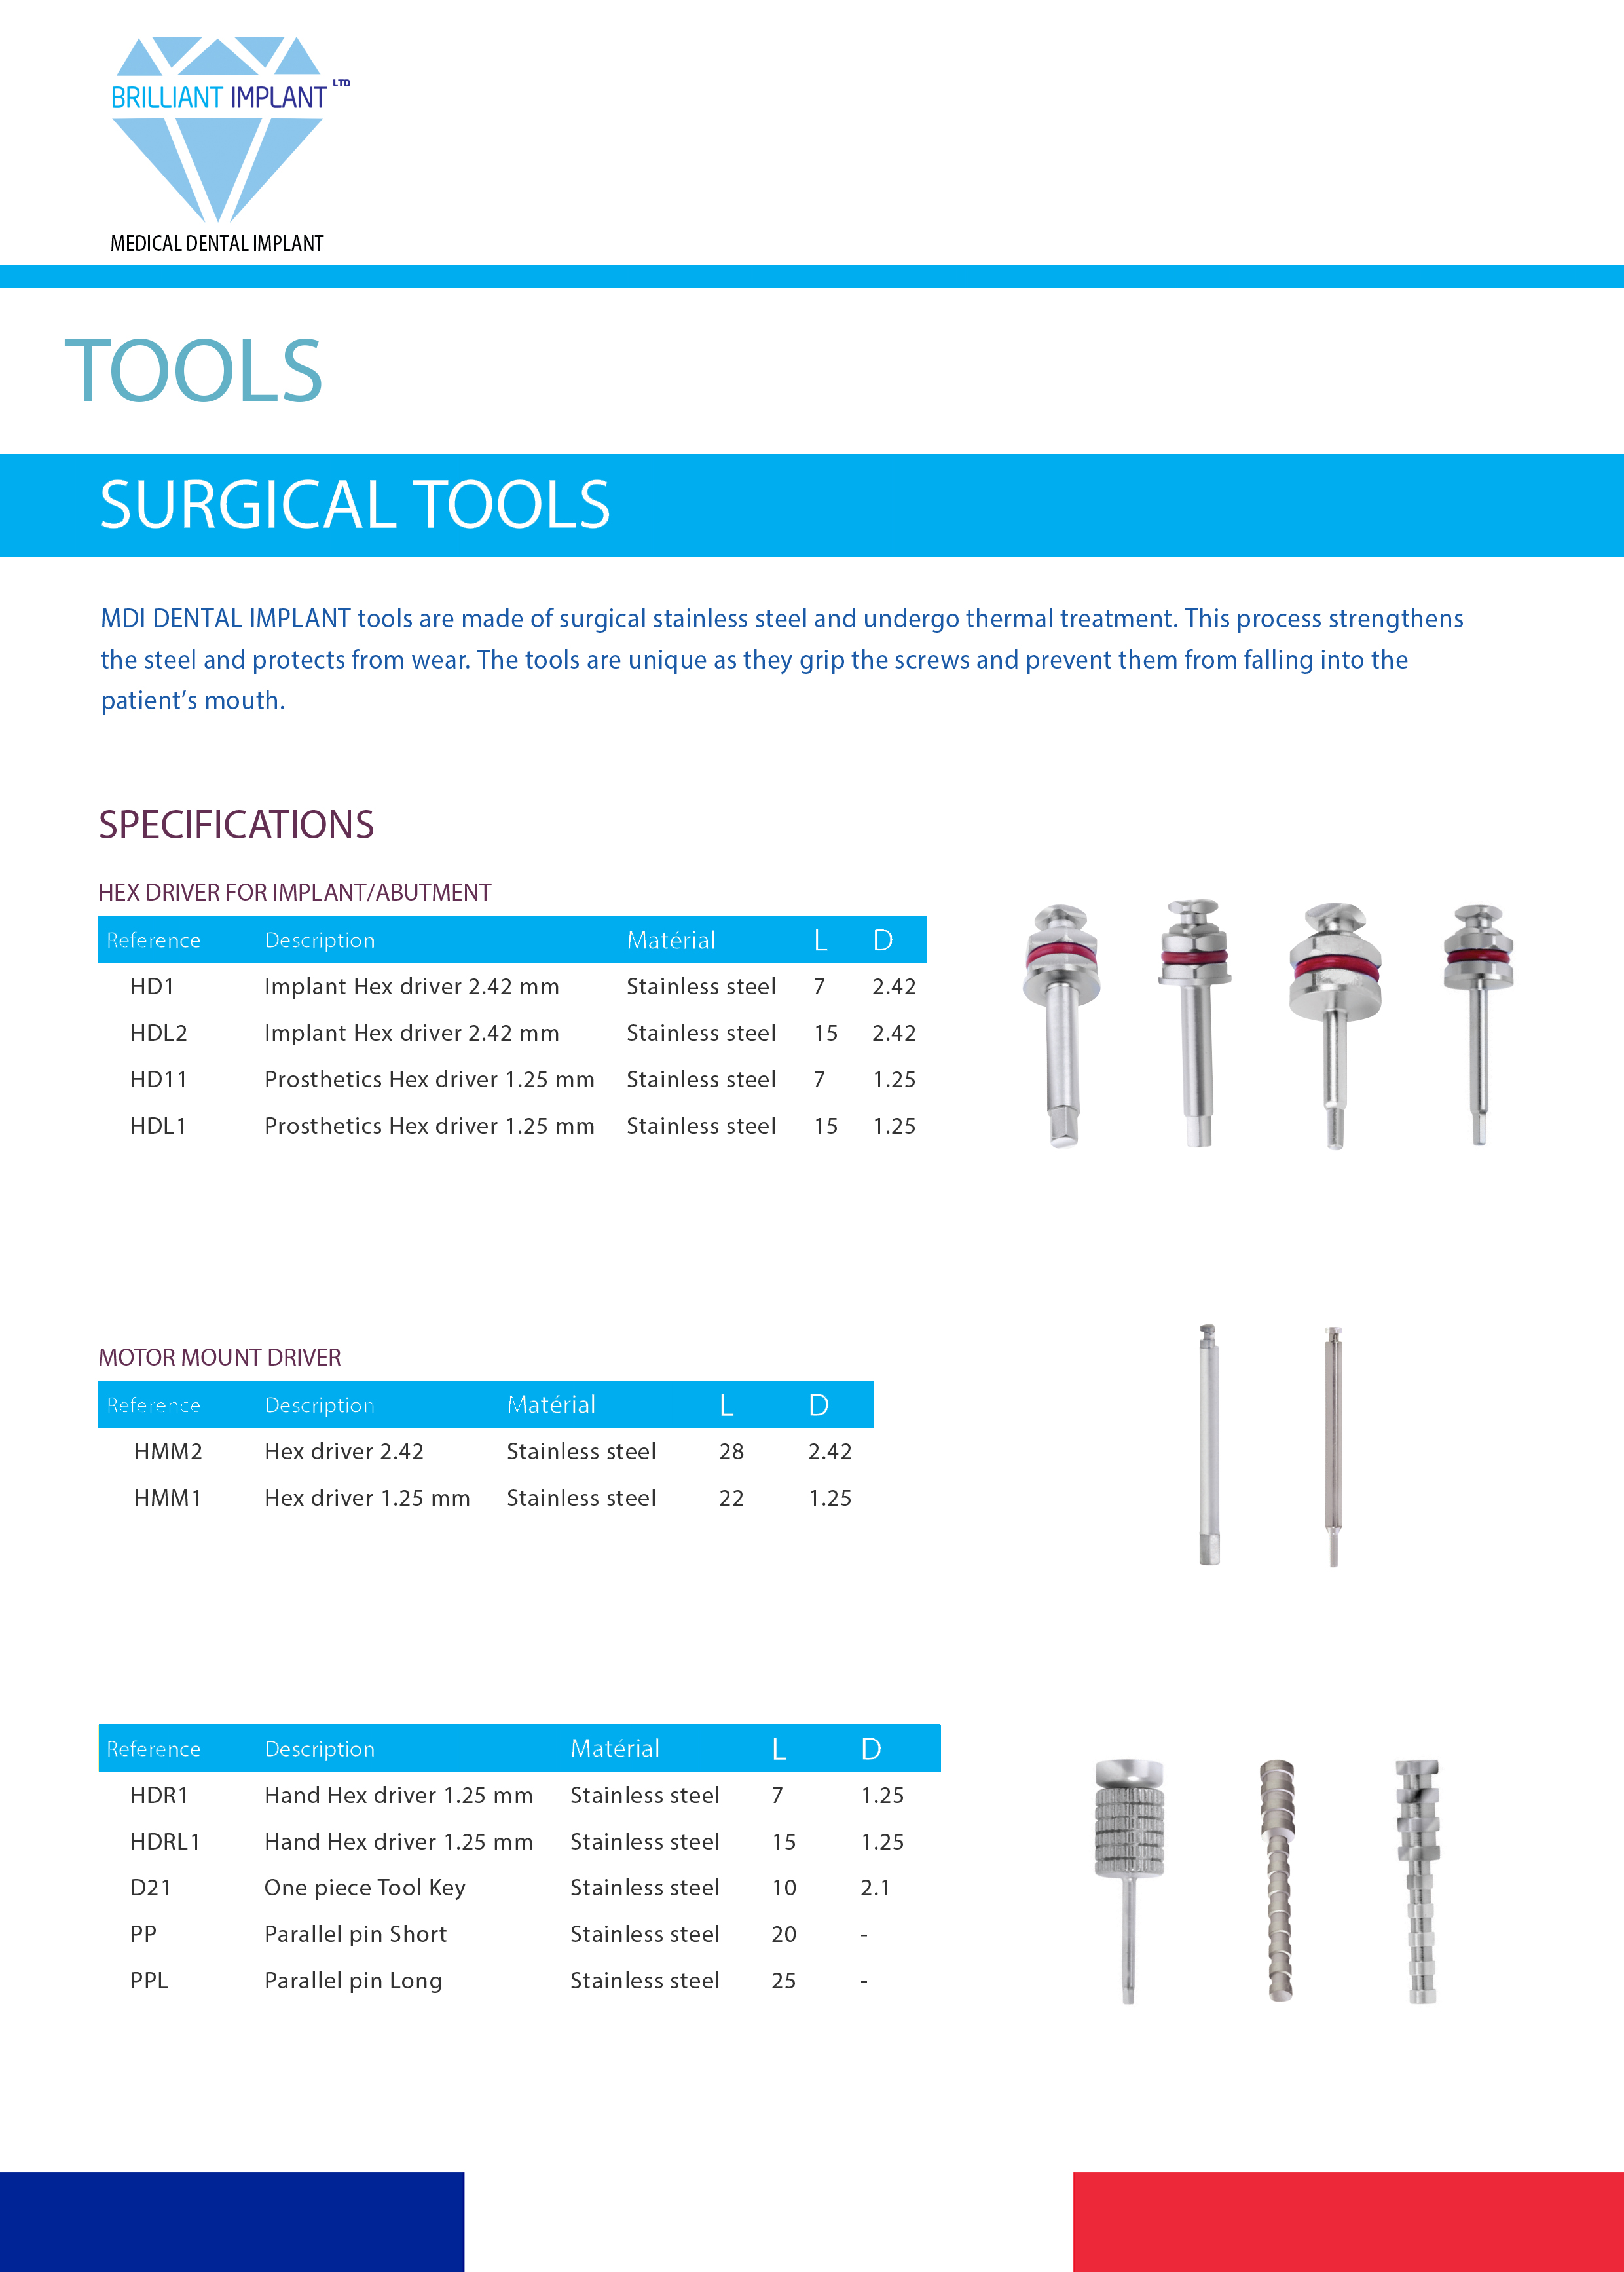 BRILLIANT IMPLANT LTD
MEDICAL DENTAL IMPLANT
TOOLS
SURGICAL TOOLS
MDI DENTAL IMPLANT tools are made of surgical stainless steel and undergo thermal treatment. This process strengthens
the steel and protects from wear. The tools are unique as they grip the screws and prevent them from falling into the
patient’s mouth.
SPECIFICATIONS
HEX DRIVER FOR IMPLANT/ABUTMENT
Reference Description Matérial L D
HD1 Implant Hex driver 2.42 mm Stainless steel 7 2.42
HDL2 Implant Hex driver 2.42 mm Stainless steel 15 2.42
HD11 Prosthetics Hex driver 1.25 mm Stainless steel 7 1.25
HDL1 Prosthetics Hex driver 1.25 mm Stainless steel 15 1.25
MOTOR MOUNT DRIVER
Reference Description Matérial L D
HMM2 Hex driver 2.42 Stainless steel 28 2.42
HMM1 Hex driver 1.25 mm Stainless steel 22 1.25
Reference Description Matérial L D
HDR1 Hand Hex driver 1.25 mm Stainless steel 7 1.25
HDRL1 Hand Hex driver 1.25 mm Stainless steel 15 1.25
D21 One piece Tool Key Stainless steel 10 2.1
PP Parallel pin Short Stainless steel 20 -
PPL Parallel pin Long Stainless steel 25 -